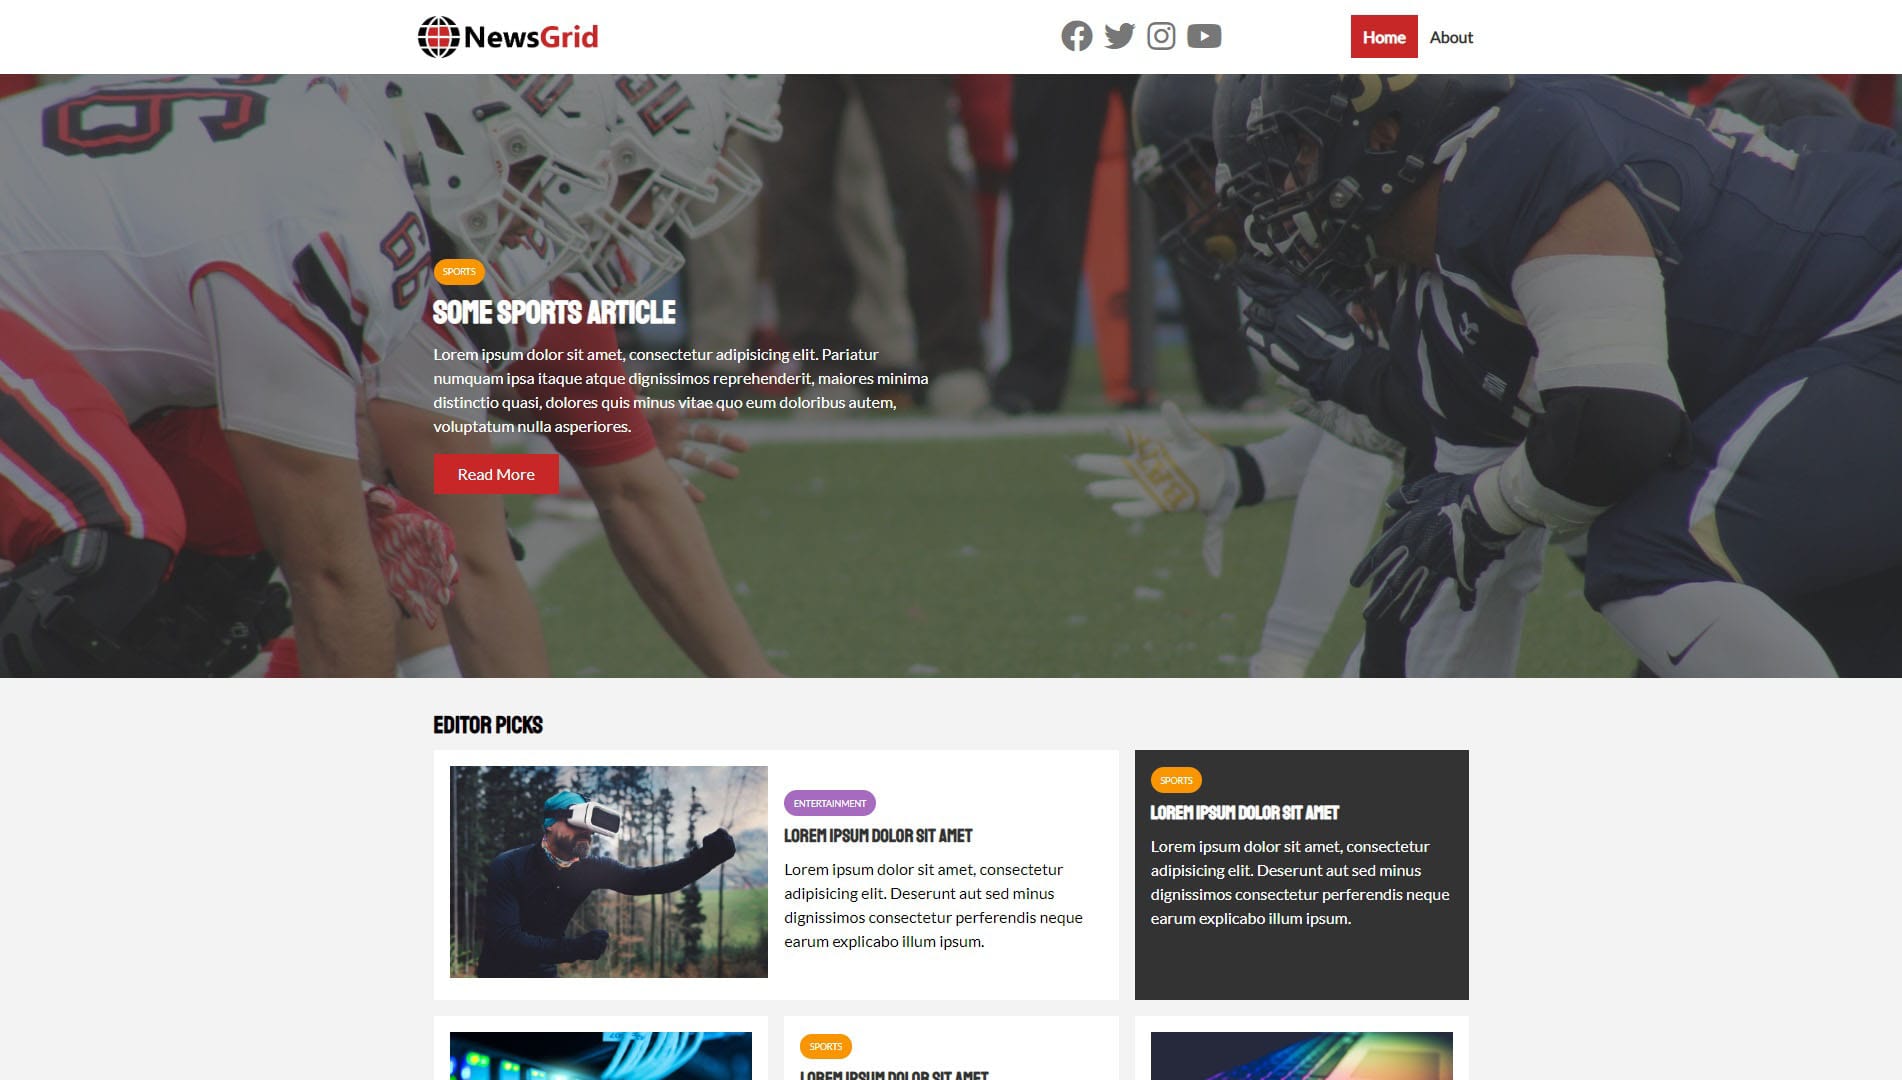 NewsGrid
Home
About
SPORTS
SOME SPORTS ARTICLE
Lorem ipsum dolor sit amet, consectetur adipisicing elit. Pariatur
numquam ipsa itaque atque dignissimos reprehenderit, maiores minima
distinctio quasi, dolores quis minus vitae quo eum doloribus autem,
voluptatum nulla asperiores.
Read More
EDITOR PICKS
ENTERTAINMENT
LOREM IPSUM DOLOR SIT AMET
Lorem ipsum dolor sit amet, consectetur
adipisicing elit. Deserunt aut sed minus
dignissimos consectetur perferendis neque
earum explicabo illum ipsum.
SPORTS
LOREM IPSUM DOLOR SIT AMET
Lorem ipsum dolor sit amet, consectetur
adipisicing elit. Deserunt aut sed minus
dignissimos consectetur perferendis neque
earum explicabo illum ipsum.
SPORTS
LOREM IPSUM DOLOR SIT AMET